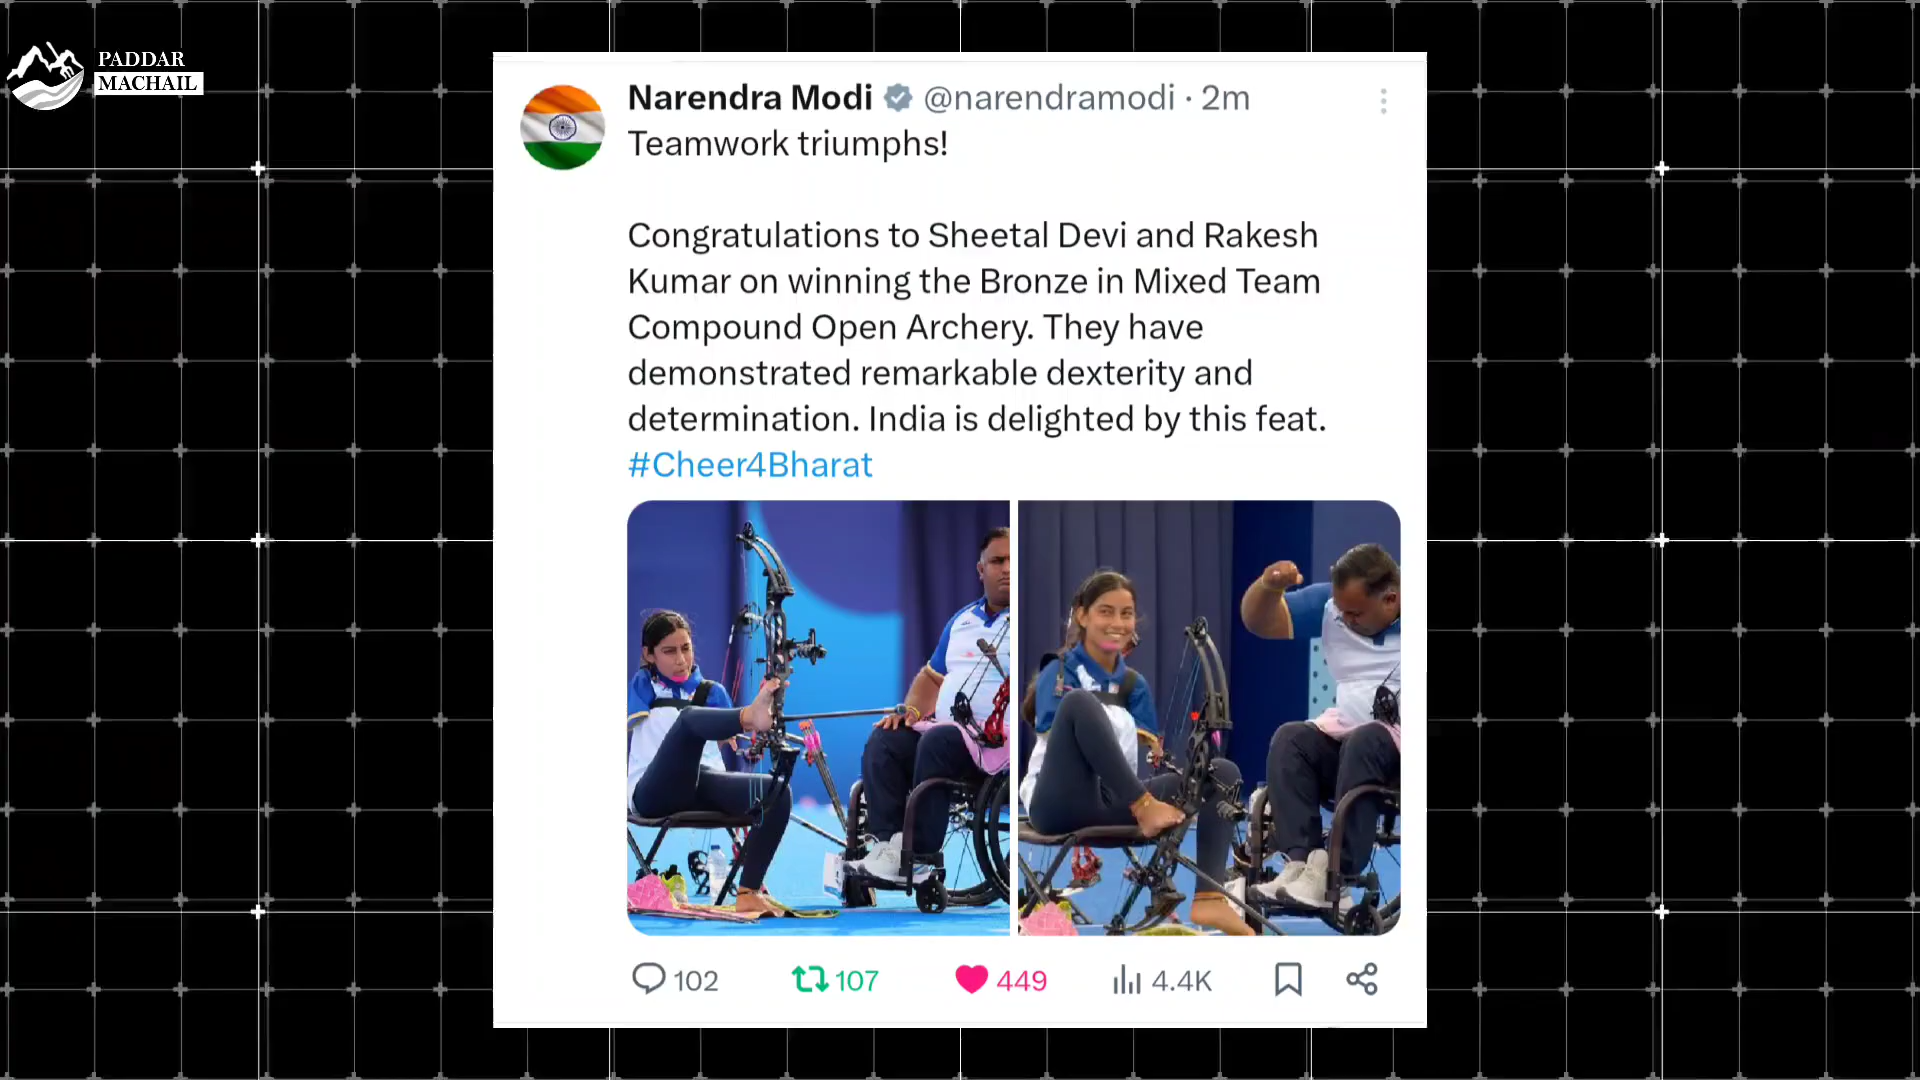 PADDAR
MACHAIL
Narendra Modi @narendramodi · 2m
Teamwork triumphs!
Congratulations to Sheetal Devi and Rakesh
Kumar on winning the Bronze in Mixed Team
Compound Open Archery. They have
demonstrated remarkable dexterity and
determination. India is delighted by this feat.
#Cheer4Bharat
102 107 449 4.4K